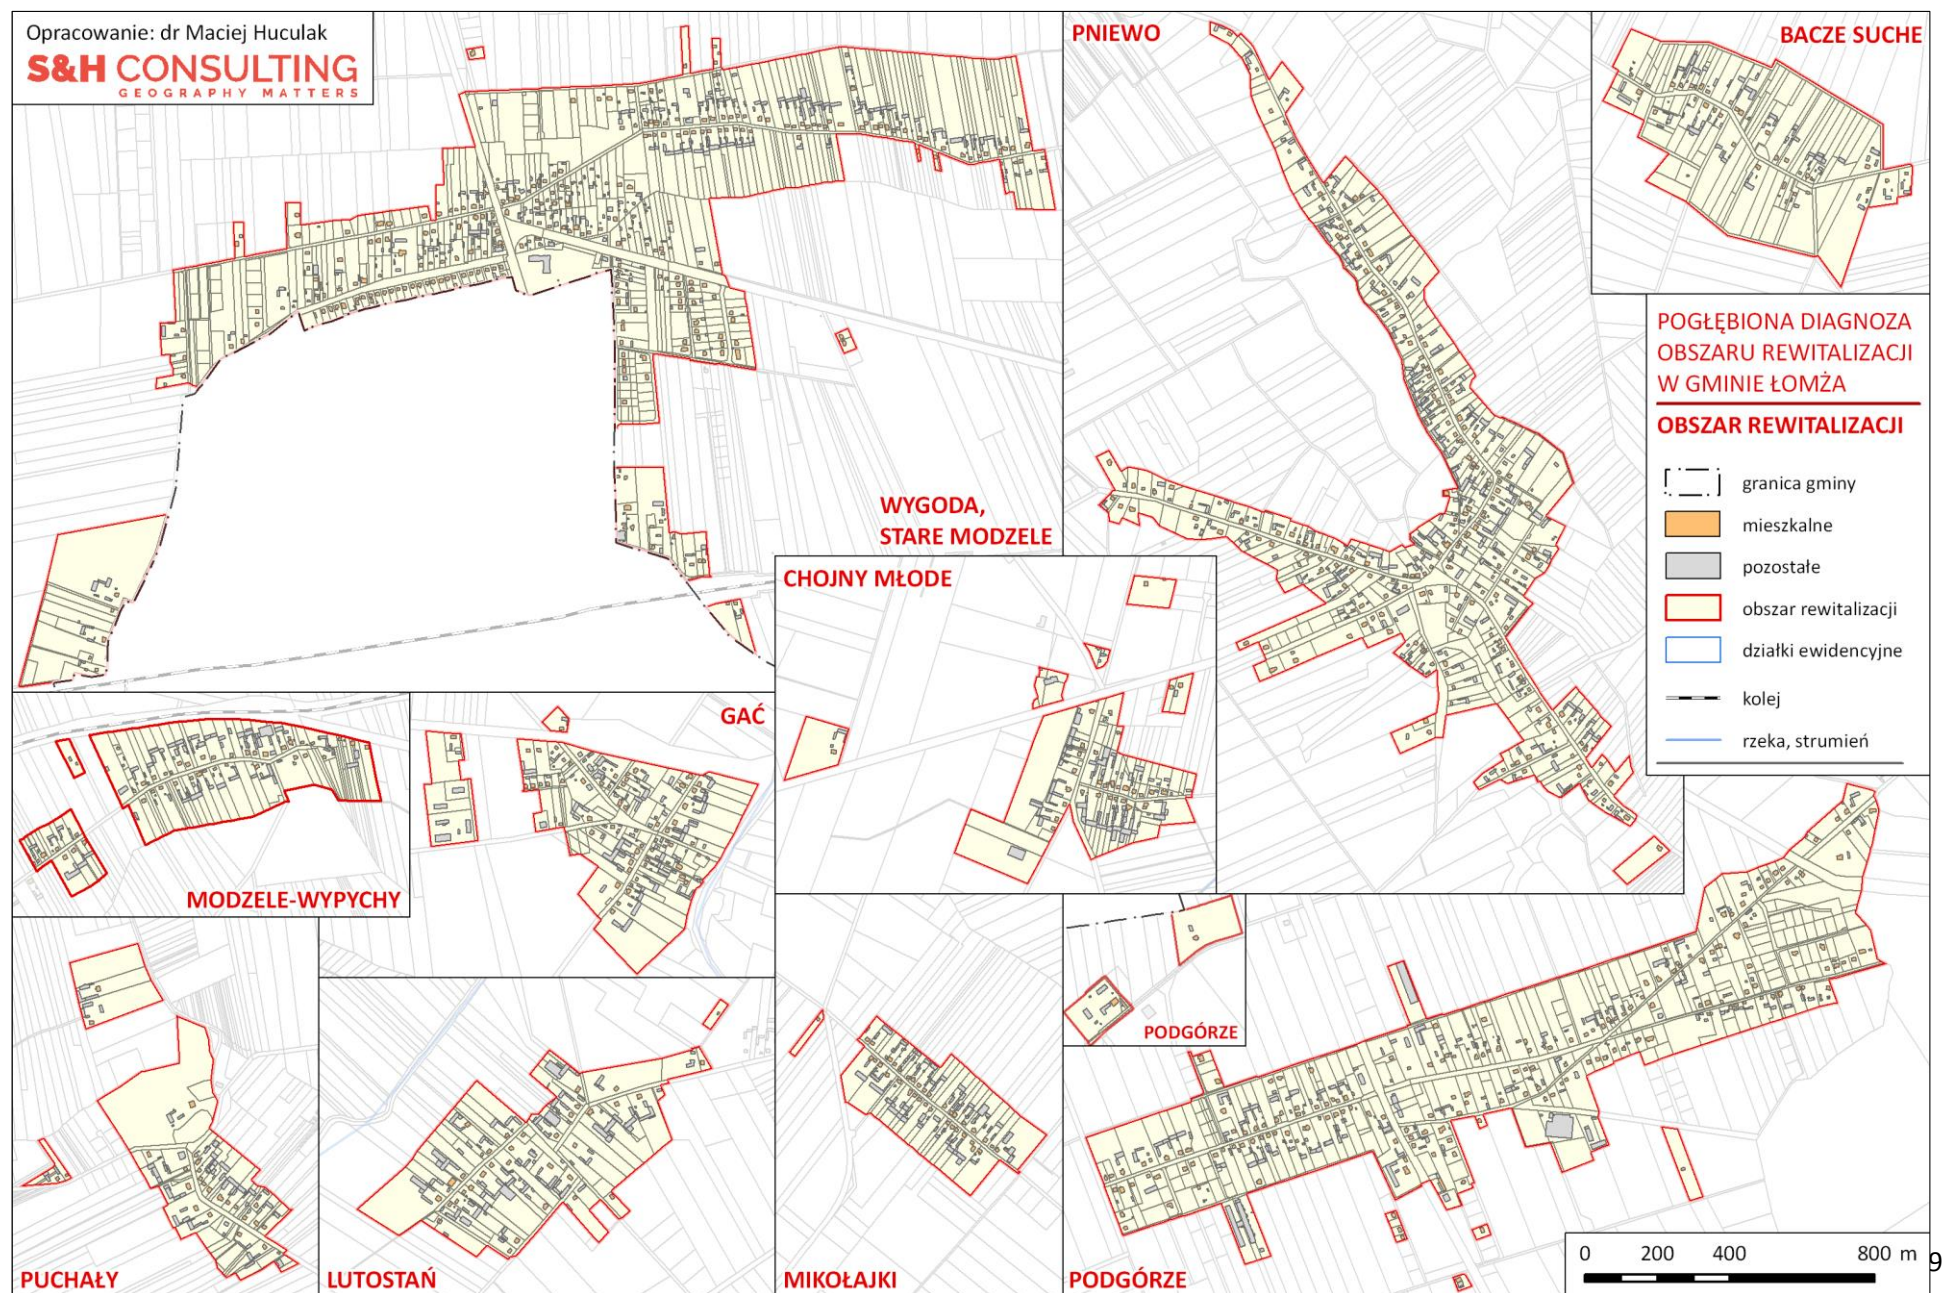 Opracowanie: dr Maciej Huculak
S&H CONSULTING
GEOGRAPHY MATTERS
PNIEWO
BACZE SUCHE
POGŁĘBIONA DIAGNOZA
OBSZARU REWITALIZACJI
W GMINIE ŁOMŻA
OBSZAR REWITALIZACJI
granica gminy
mieszkalne
pozostałe
obszar rewitalizacji
działki ewidencyjne
kolej
rzeka, strumień
WYGODA,
STARE MODZELE
CHOJNY MŁODE
GAĆ
MODZELE-WYPYCHY
PODGÓRZE
PUCHAŁY
LUTOSTAŃ
MIKOŁAJKI
PODGÓRZE
0 200 400 800 m
9